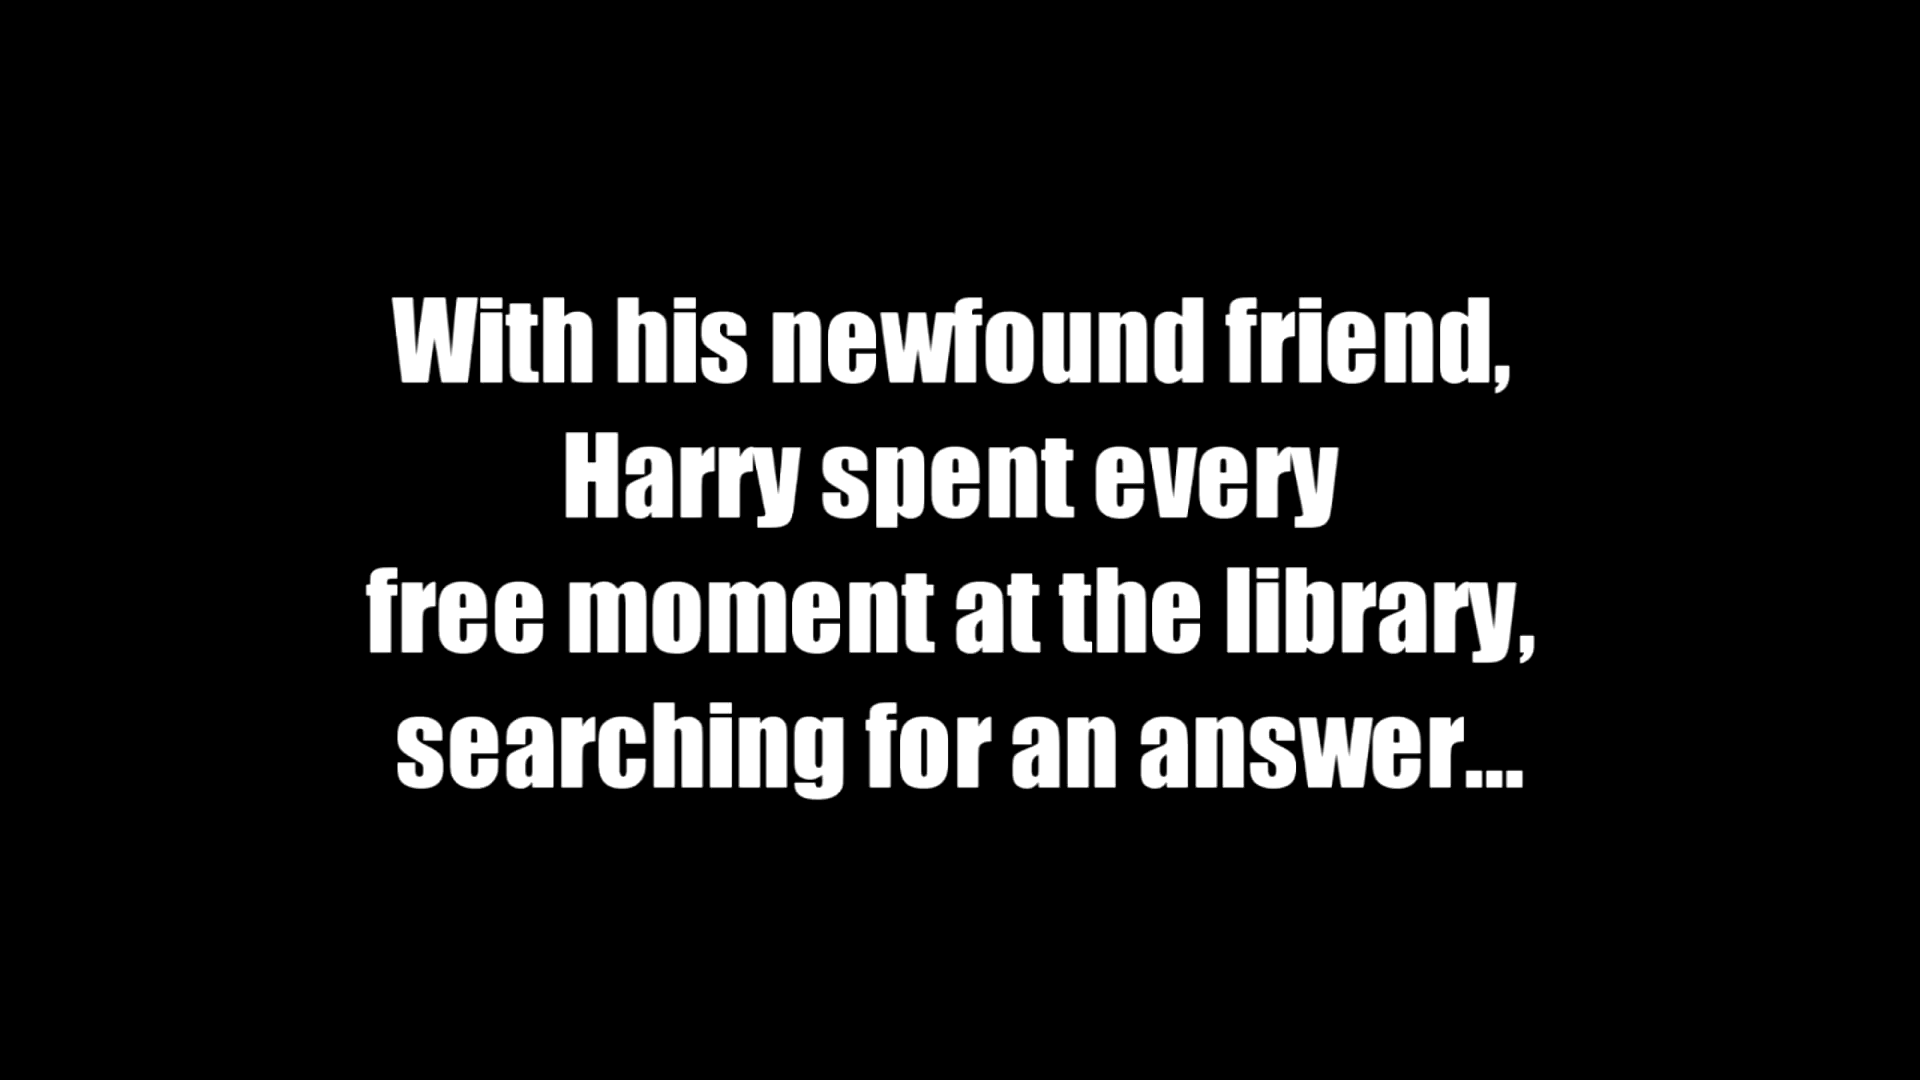 With his newfound friend,
Harry spent every
free moment at the library,
searching for an answer...